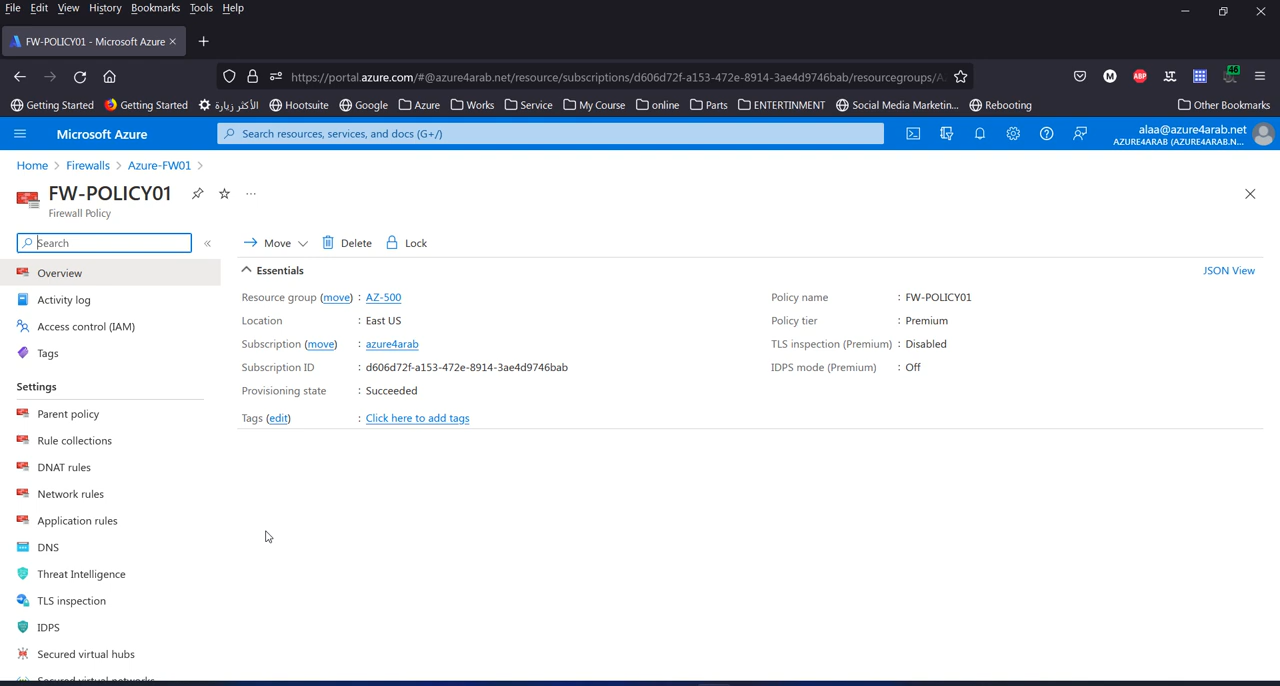 File Edit View History Bookmarks Tools Help
FW-POLICY01 - Microsoft Azure
https://portal.azure.com/#@azure4arab.net/resource/subscriptions/d606d72f-a153-472e-8914-3ae4d9746bab/resourcegroups/A
M ABP 46
Getting Started Getting Started الأكثر زيارة Hootsuite Google Azure Works Service My Course online Parts ENTERTINMENT Social Media Marketin... Rebooting Other Bookmarks
Microsoft Azure Search resources, services, and docs (G+/) alaa@azure4arab.net
AZURE4ARAB (AZURE4ARAB.N...
Home > Firewalls > Azure-FW01 >
FW-POLICY01 ...
Firewall Policy
Search « Move Delete Lock
Overview
Activity log
Access control (IAM)
Tags
Settings
Parent policy
Rule collections
DNAT rules
Network rules
Application rules
DNS
Threat Intelligence
TLS inspection
IDPS
Secured virtual hubs
Secured virtual networks
Essentials JSON View
Resource group (move) : AZ-500
Location : East US
Subscription (move) : azure4arab
Subscription ID : d606d72f-a153-472e-8914-3ae4d9746bab
Provisioning state : Succeeded
Tags (edit) : Click here to add tags
Policy name : FW-POLICY01
Policy tier : Premium
TLS inspection (Premium) : Disabled
IDPS mode (Premium) : Off